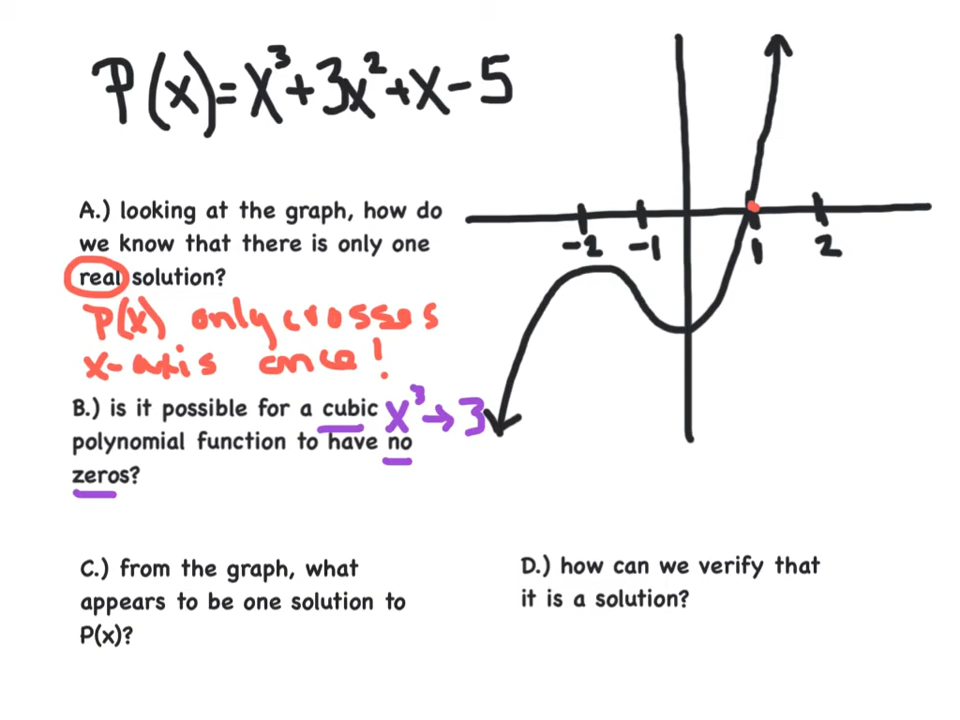 P(x)=x³+3x²+x-5
A.) looking at the graph, how do
we know that there is only one
real solution?
P(x) only crosses
x-axis once!
B.) is it possible for a cubic x³→3
polynomial function to have no
zeros?
-2 -1 1 2
C.) from the graph, what
appears to be one solution to
P(x)?
D.) how can we verify that
it is a solution?